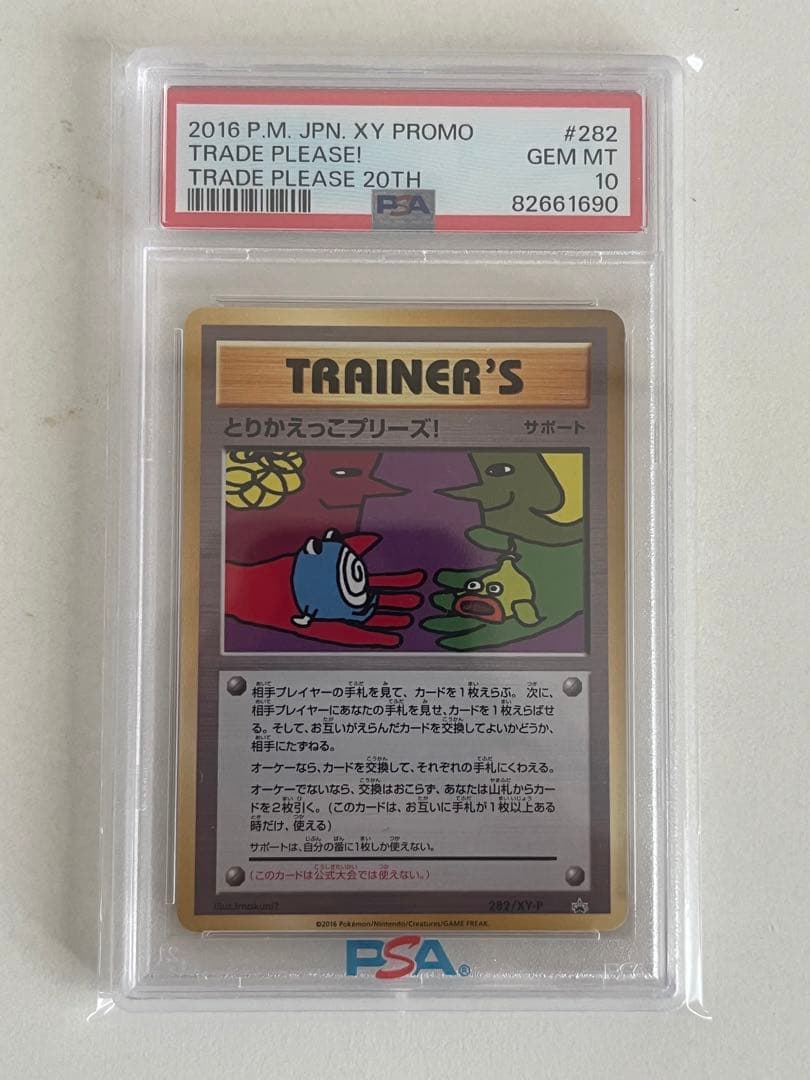 2016 P.M. JPN. XY PROMO #282
TRADE PLEASE! GEM MT
TRADE PLEASE 20TH 10
PSA 82661690
TRAINER'S
とりかえっこプリーズ! サポート
相手プレイヤーの手札を見て、カードを1枚えらぶ。次に、
相手プレイヤーにあなたの手札を見せ、カードを1枚えらばせ
る。そして、お互いがえらんだカードを交換してよいかどうか、
相手にたずねる。
オーケーなら、カードを交換して、それぞれの手札にくわえる。
オーケーでないなら、交換はおこらず、あなたは山札からカー
ドを2枚引く。(このカードは、お互いに手札が1枚以上ある
時だけ、使える)
サポートは、自分の番に1枚しか使えない。
(このカードは公式大会では使えない。)
Illus. Imakuni? 282/XY-P
©2016 Pokémon/Nintendo/Creatures/GAME FREAK.
PSA®